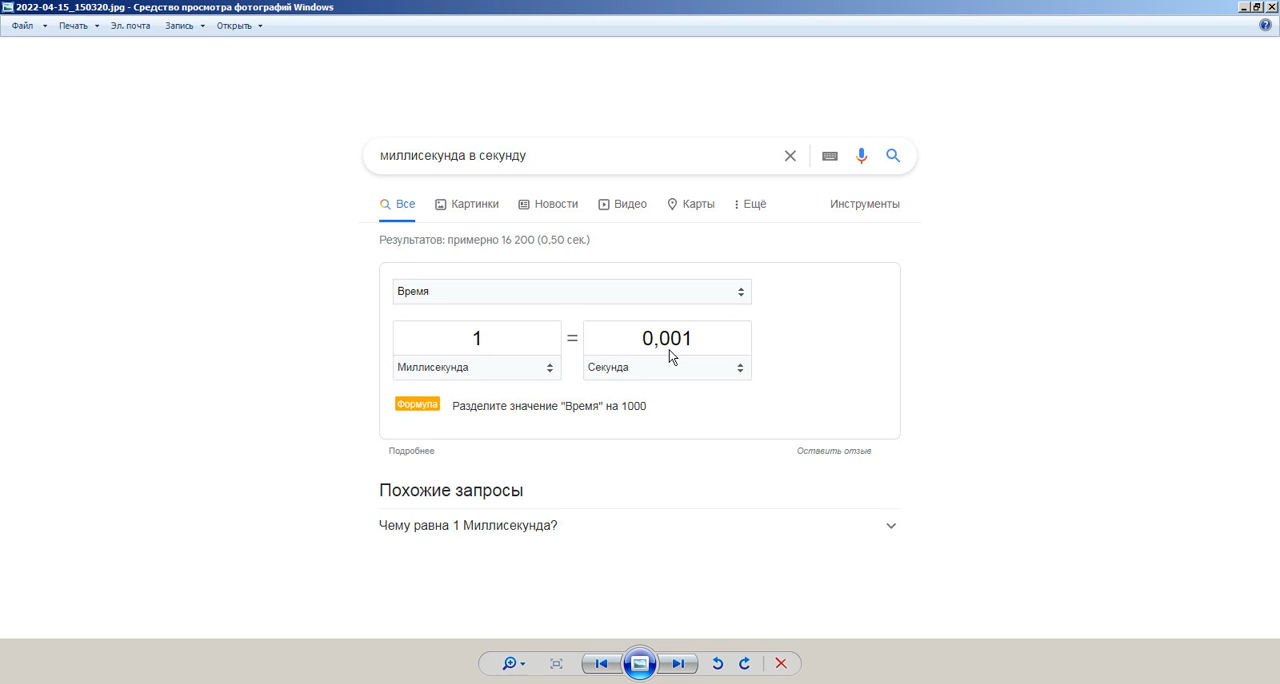 2022-04-15_150320.jpg - Средство просмотра фотографий Windows
Файл Печать Эл. почта Запись Открыть
миллисекунда в секунду
Все Картинки Новости Видео Карты Ещё Инструменты
Результатов: примерно 16 200 (0,50 сек.)
Время
1 = 0,001
Миллисекунда Секунда
Формула Разделите значение "Время" на 1000
Подробнее Оставить отзыв
Похожие запросы
Чему равна 1 Миллисекунда?